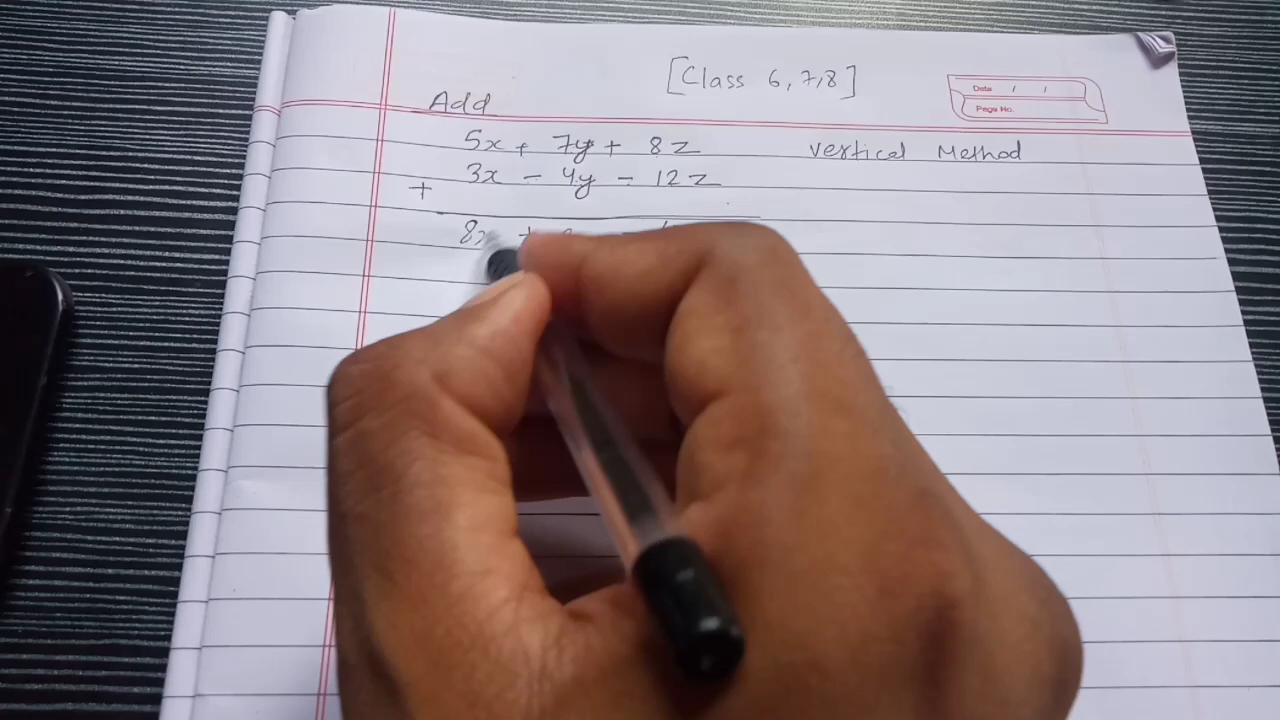 [Class 6,7,8]
Add
Date / /
Page No.
5x + 7y + 8z
Vertical Method
3x - 4y - 12z
+
8x +